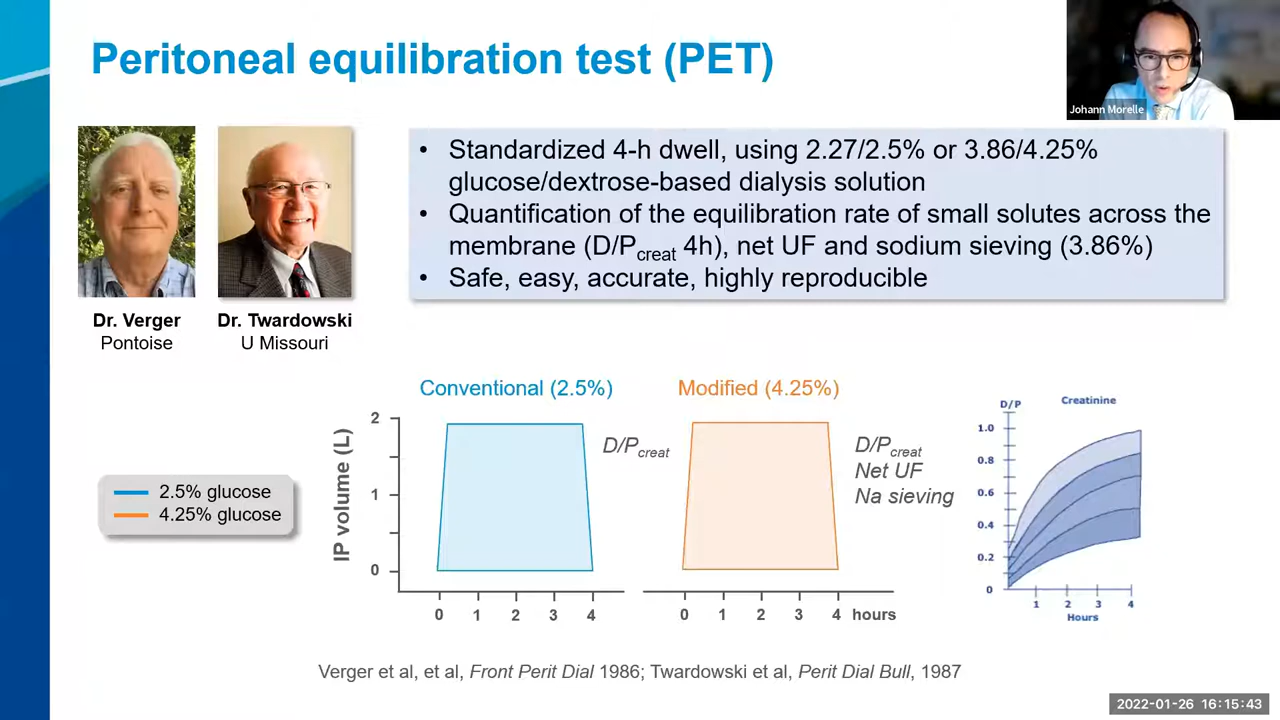 Peritoneal equilibration test (PET)
Johann Morelle
• Standardized 4-h dwell, using 2.27/2.5% or 3.86/4.25%
glucose/dextrose-based dialysis solution
• Quantification of the equilibration rate of small solutes across the
membrane (D/Pcreat 4h), net UF and sodium sieving (3.86%)
• Safe, easy, accurate, highly reproducible
Dr. Verger
Pontoise
Dr. Twardowski
U Missouri
2.5% glucose
4.25% glucose
Conventional (2.5%)
IP volume (L)
2
1
0
0 1 2 3 4
D/Pcreat
Modified (4.25%)
0 1 2 3 4 hours
D/Pcreat
Net UF
Na sieving
D/P
Creatinine
1.0
0.8
0.6
0.4
0.2
0
1 2 3 4
Hours
Verger et al, et al, Front Perit Dial 1986; Twardowski et al, Perit Dial Bull, 1987
2022-01-26 16:15:43